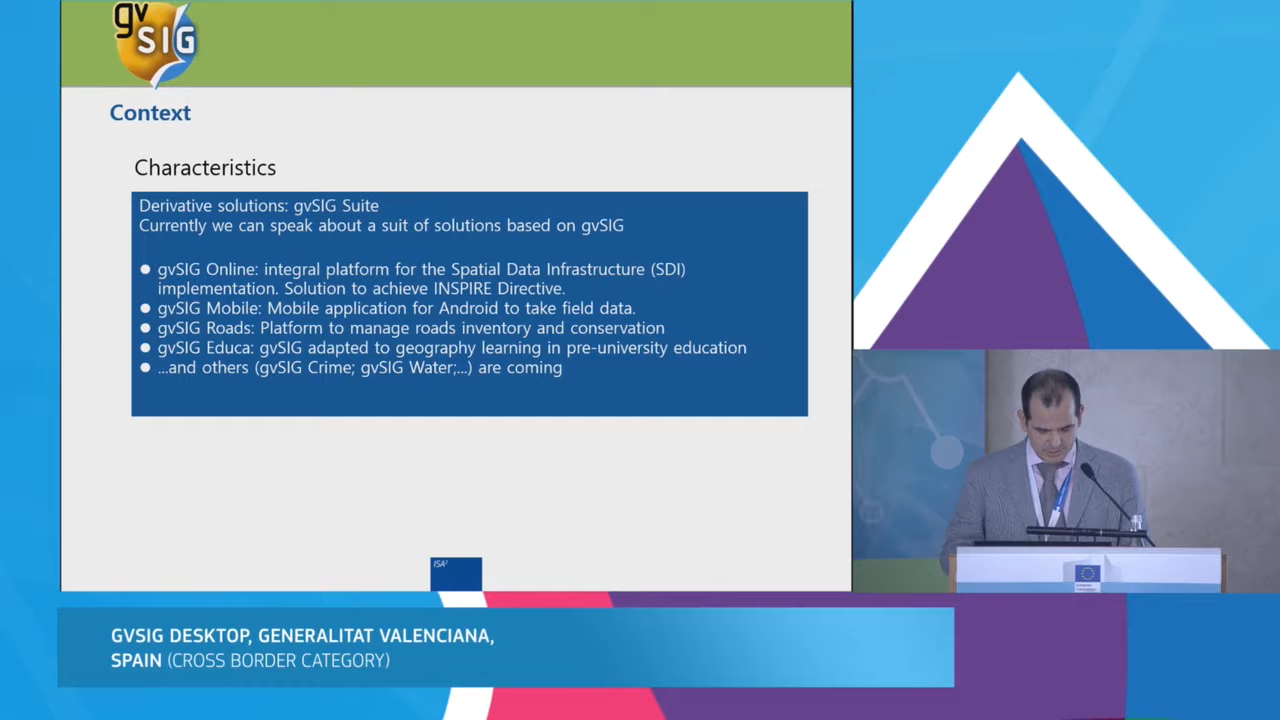 gv
SIG
Context
Characteristics
Derivative solutions: gvSIG Suite
Currently we can speak about a suit of solutions based on gvSIG
● gvSIG Online: integral platform for the Spatial Data Infrastructure (SDI)
implementation. Solution to achieve INSPIRE Directive.
● gvSIG Mobile: Mobile application for Android to take field data.
● gvSIG Roads: Platform to manage roads inventory and conservation
● gvSIG Educa: gvSIG adapted to geography learning in pre-university education
● ...and others (gvSIG Crime; gvSIG Water;...) are coming
ISA²
GVSIG DESKTOP, GENERALITAT VALENCIANA,
SPAIN (CROSS BORDER CATEGORY)